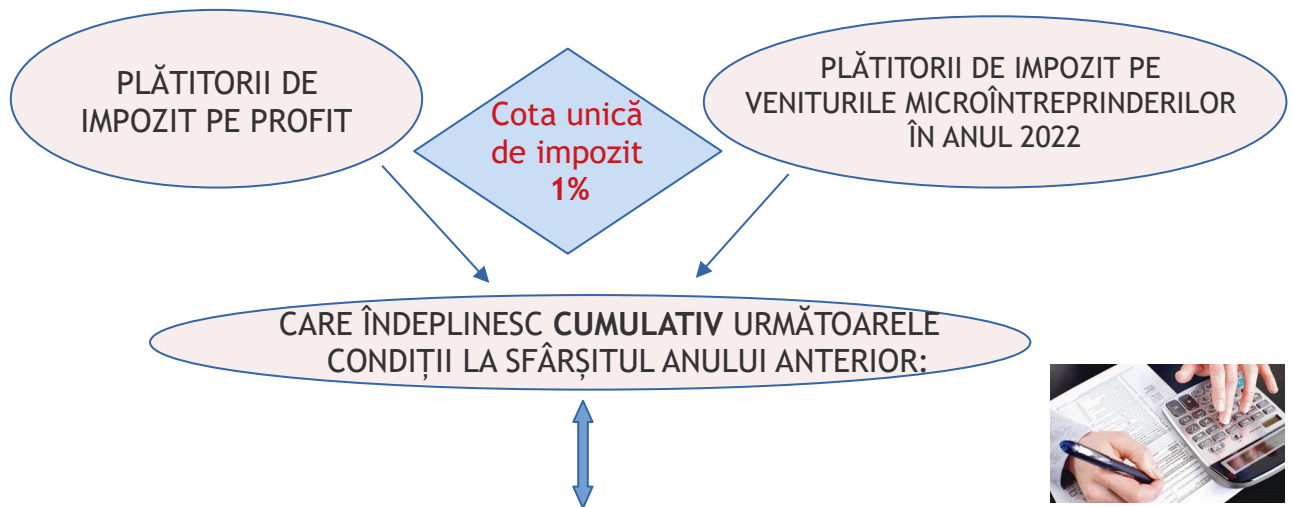 PLĂTITORII DE
IMPOZIT PE PROFIT
Cota unică
de impozit
1%
PLĂTITORII DE IMPOZIT PE
VENITURILE MICROÎNTREPRINDERILOR
ÎN ANUL 2022
CARE ÎNDEPLINESC CUMULATIV URMĂTOARELE
CONDIȚII LA SFÂRȘITUL ANULUI ANTERIOR: